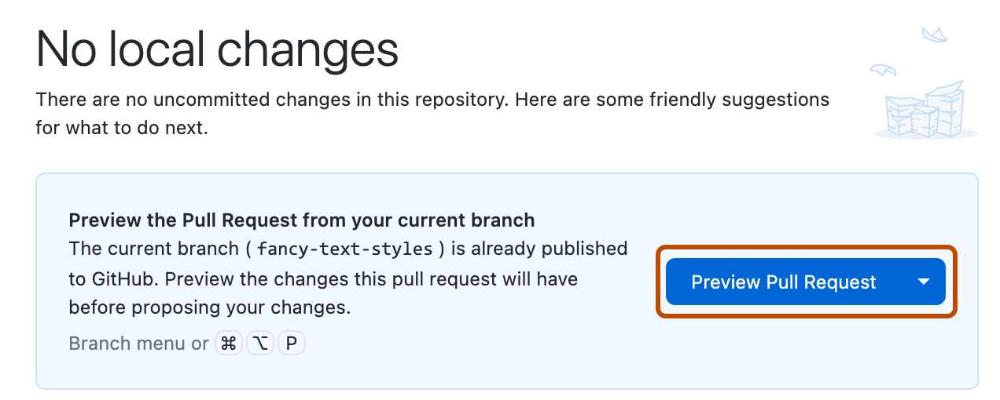 No local changes
There are no uncommitted changes in this repository. Here are some friendly suggestions
for what to do next.
Preview the Pull Request from your current branch
The current branch ( fancy-text-styles ) is already published
to GitHub. Preview the changes this pull request will have
before proposing your changes.
Branch menu or ⌘ ⌥ P
Preview Pull Request